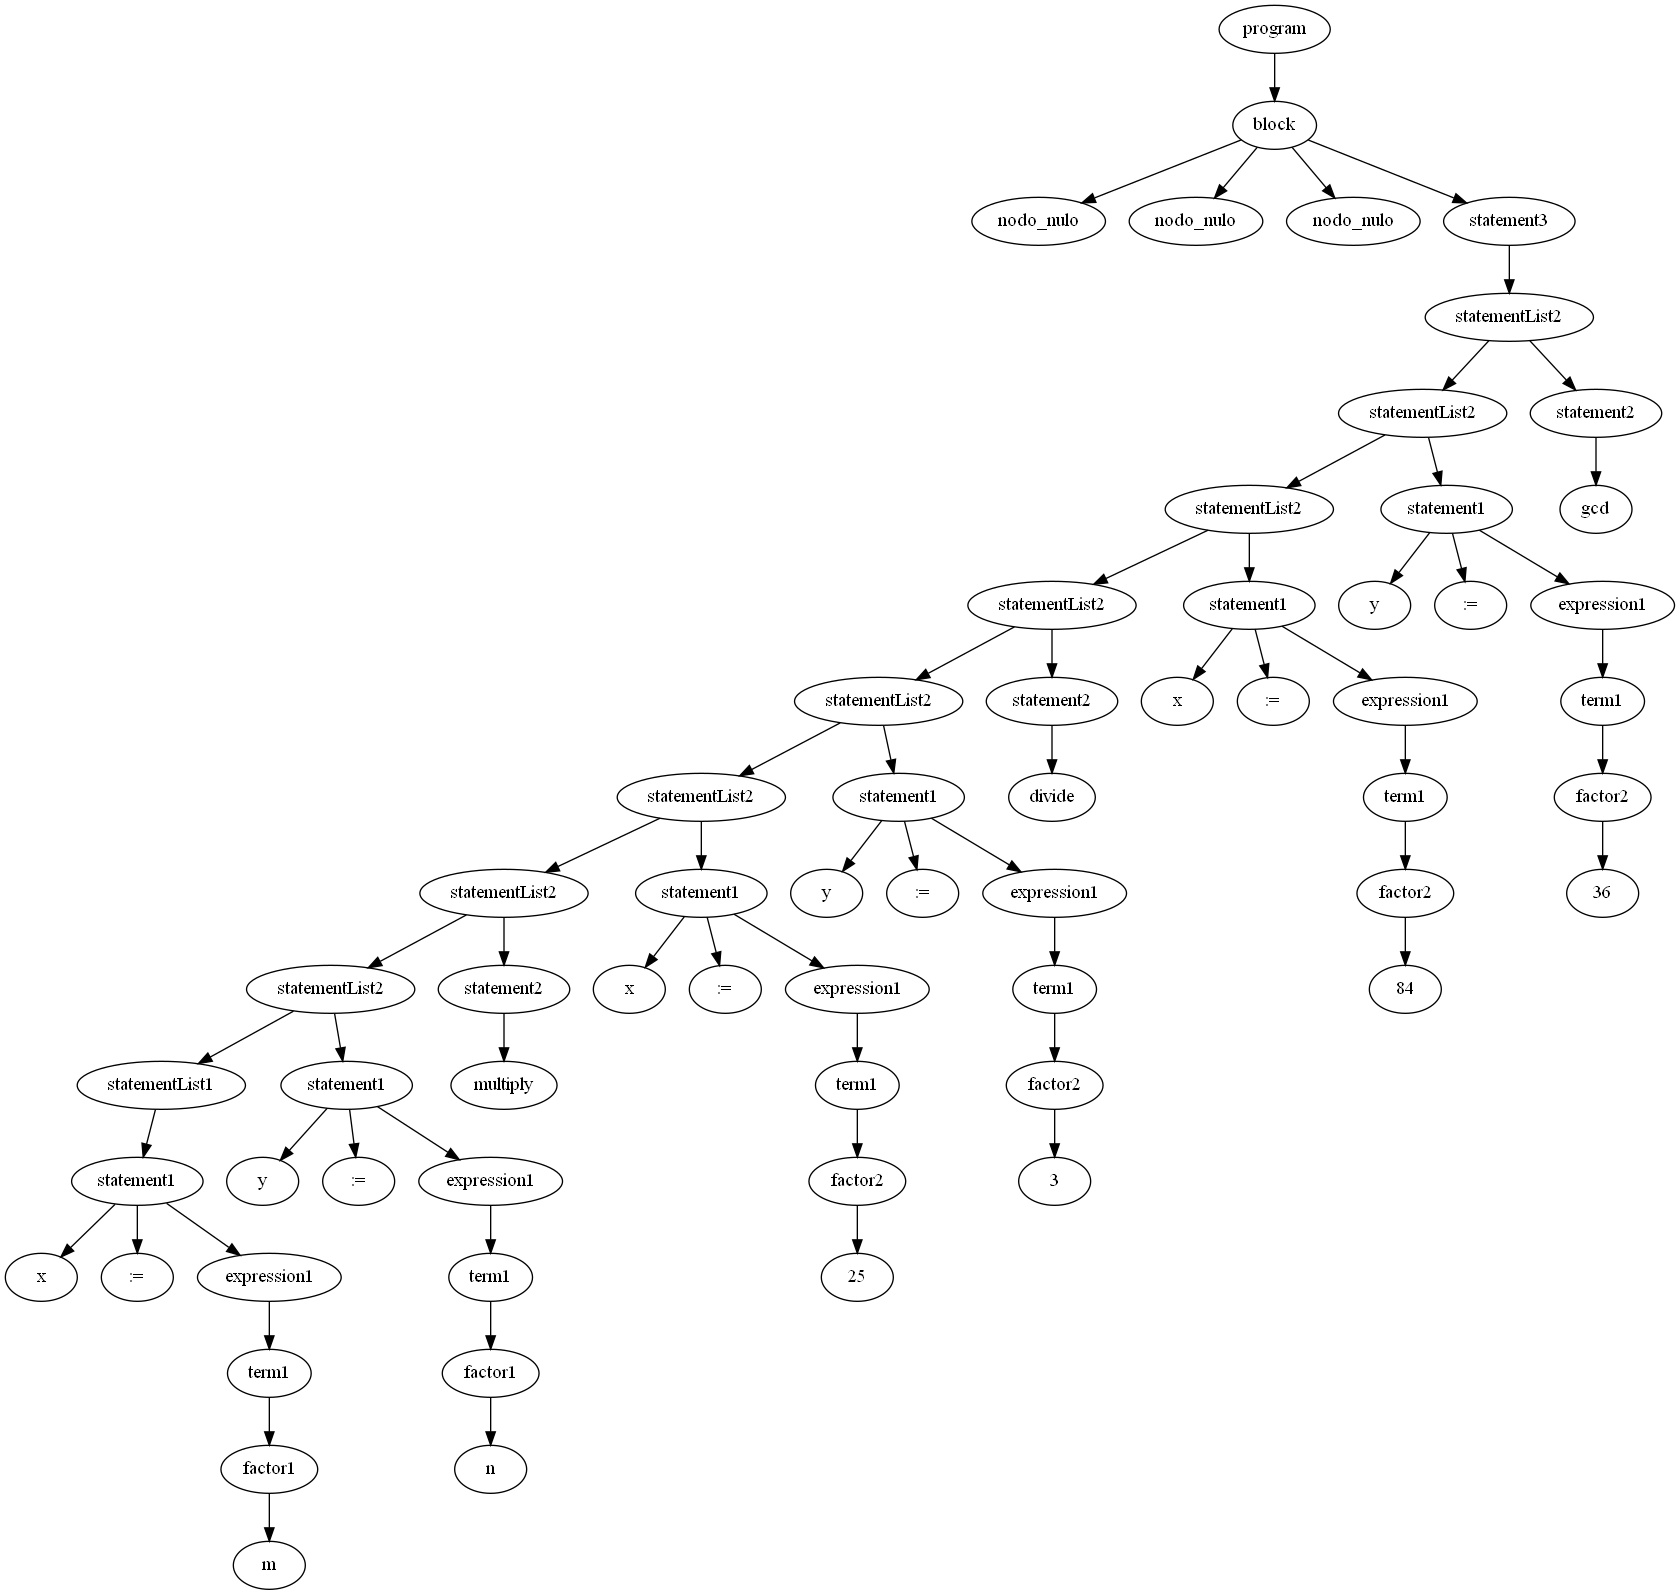 program
block
nodo_nulo nodo_nulo nodo_nulo statement3
statementList2
statementList2 statement2
statementList2 statement1 gcd
statementList2 statement1 y := expression1
statementList2 statement2 x := expression1 term1
statementList2 statement1 divide term1 factor2
statementList2 statement1 y := expression1 factor2 36
statementList2 statement2 x := expression1 term1 84
statementList1 statement1 multiply term1 factor2
statement1 y := expression1 factor2 3
x := expression1 term1 25
term1 factor1
factor1 n
m